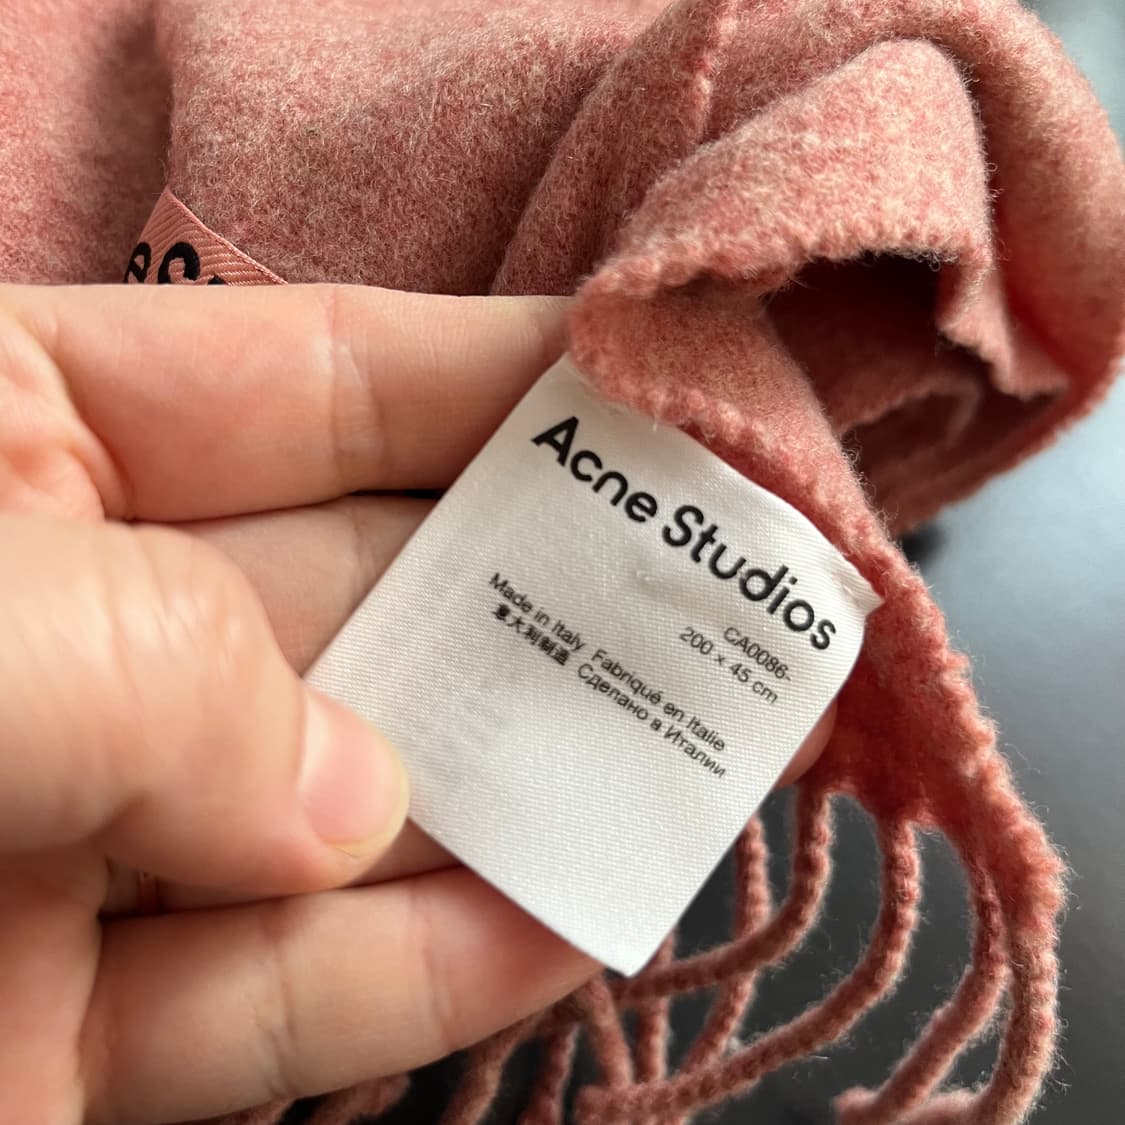 Acne Studios
CA0086-
200 x 45 cm
Made in Italy Fabriqué en Italie
意大利制造 Сделано в Италии